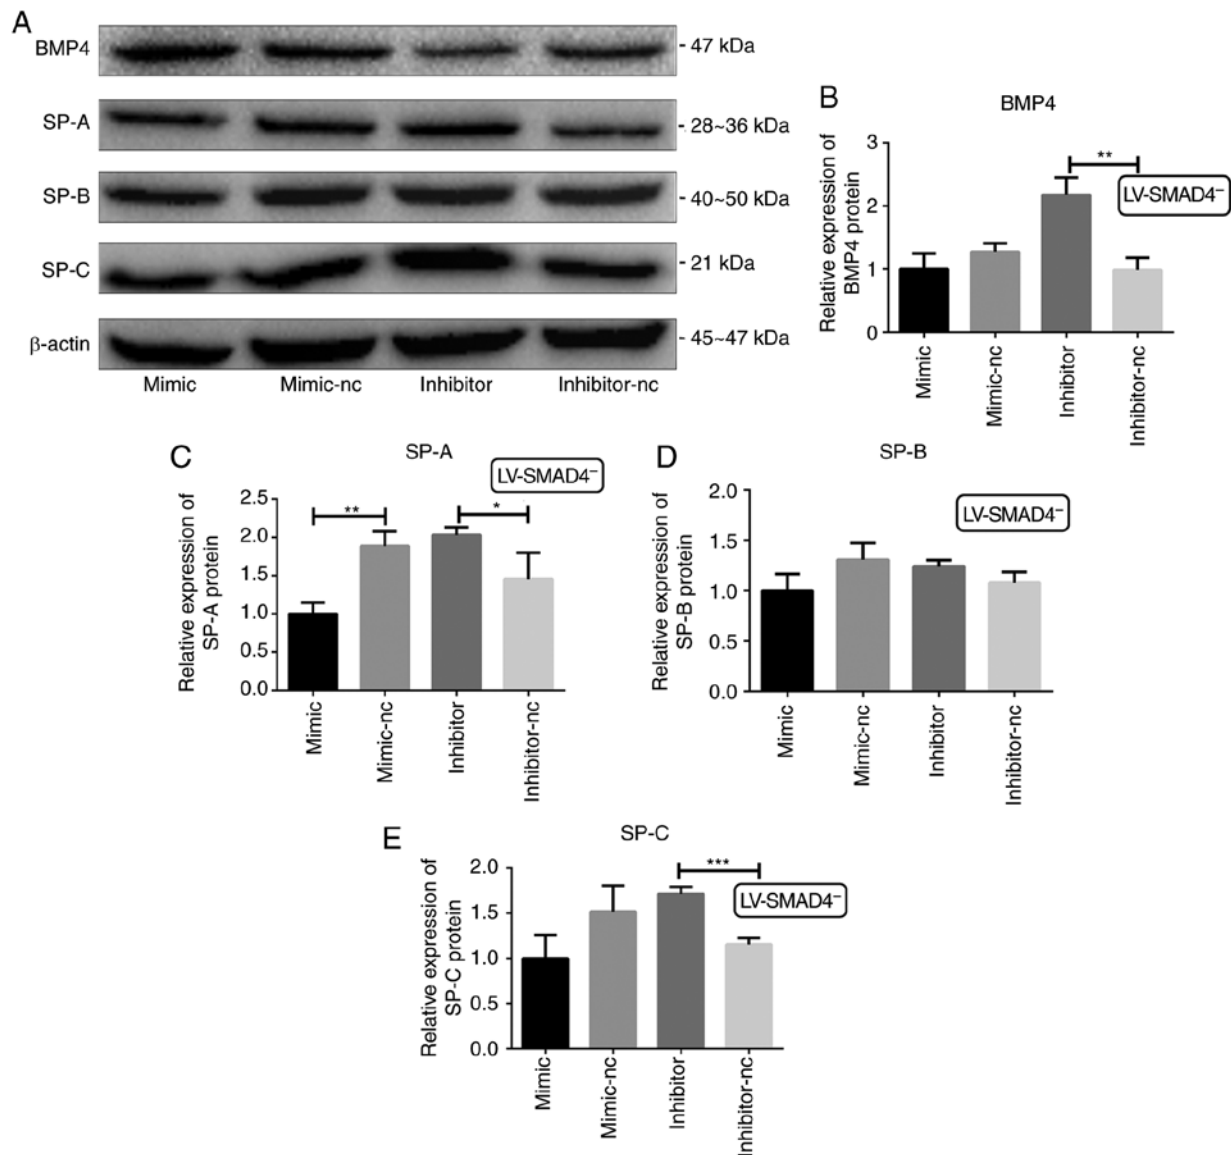 A
BMP4
- 47 kDa
SP-A
- 28~36 kDa
SP-B
- 40~50 kDa
SP-C
- 21 kDa
β-actin
- 45~47 kDa
Mimic Mimic-nc Inhibitor Inhibitor-nc
B
BMP4
Relative expression of
BMP4 protein
3
2
1
0
**
LV-SMAD4⁻
Mimic
Mimic-nc
Inhibitor
Inhibitor-nc
C
SP-A
LV-SMAD4⁻
Relative expression of
SP-A protein
2.5
2.0
1.5
1.0
0.5
0.0
**
*
Mimic
Mimic-nc
Inhibitor
Inhibitor-nc
D
SP-B
LV-SMAD4⁻
Relative expression of
SP-B protein
2.0
1.5
1.0
0.5
0.0
Mimic
Mimic-nc
Inhibitor
Inhibitor-nc
E
SP-C
Relative expression of
SP-C protein
2.0
1.5
1.0
0.5
0.0
***
LV-SMAD4⁻
Mimic
Mimic-nc
Inhibitor
Inhibitor-nc